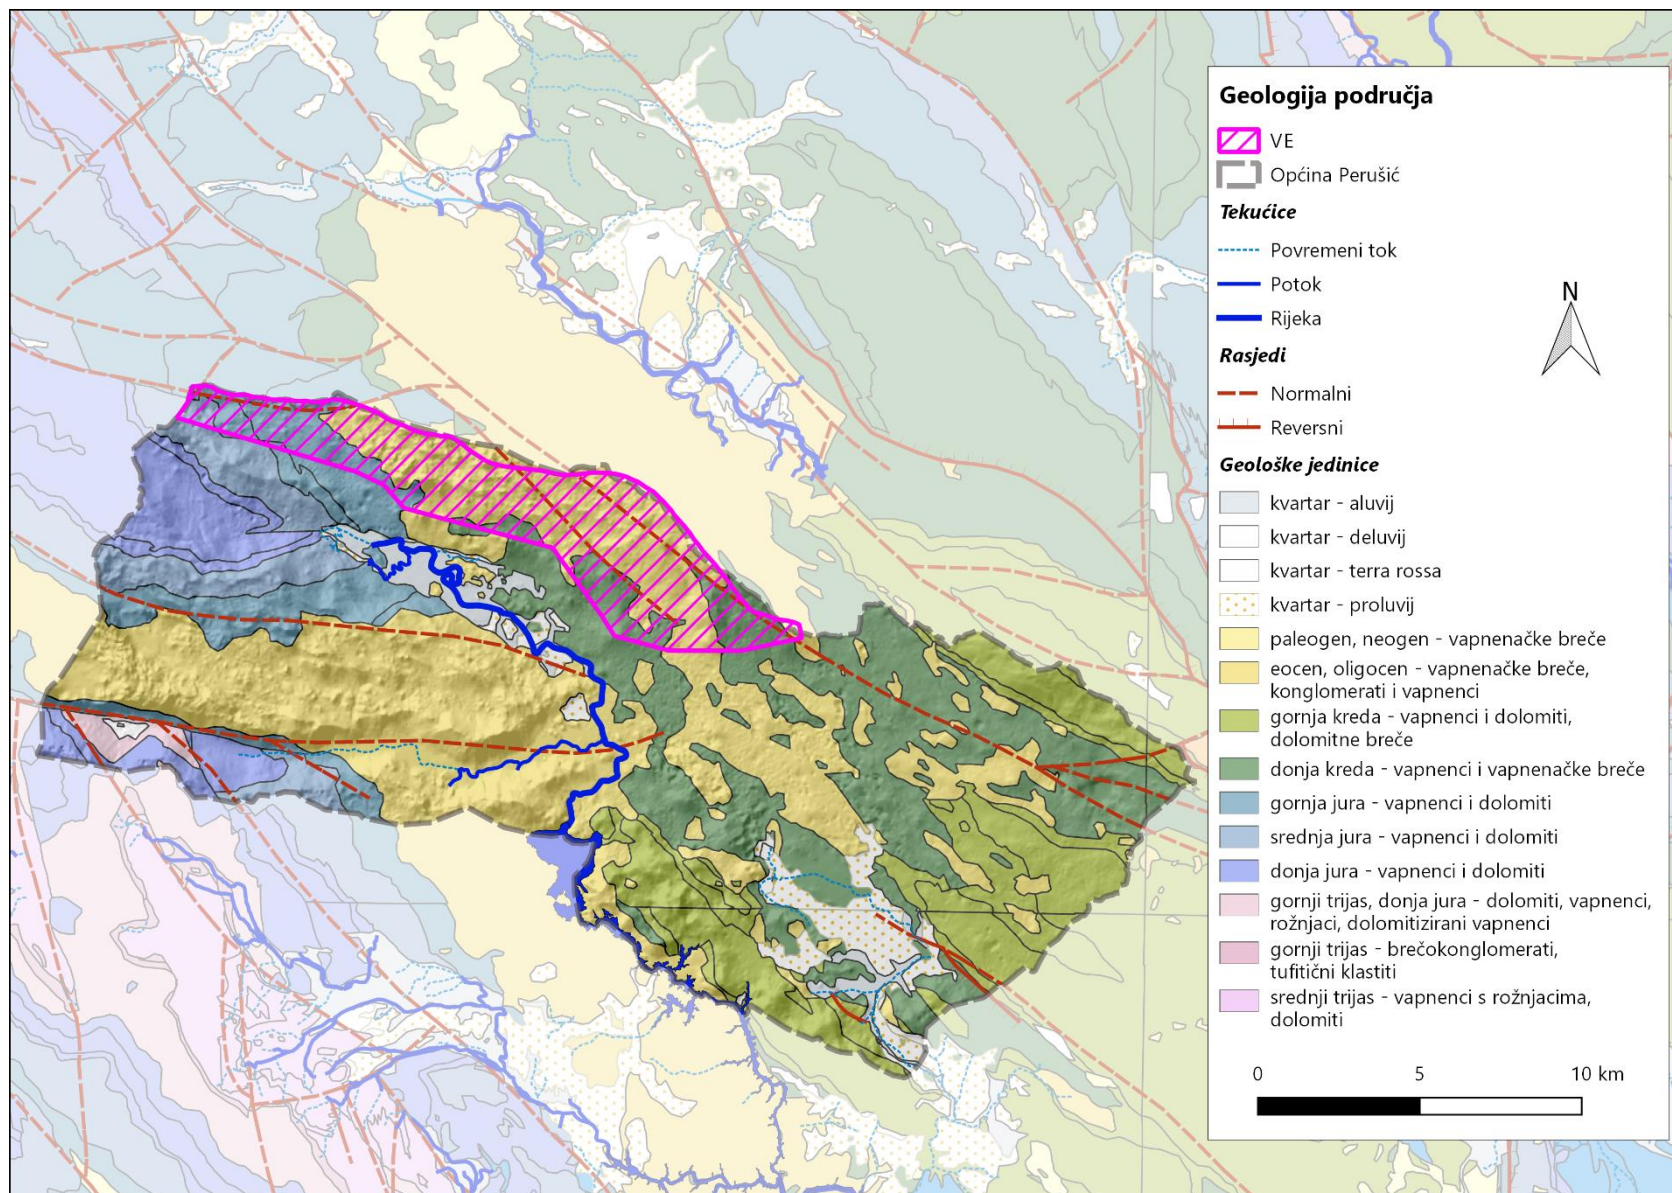 Geologija područja
VE
Općina Perušić
Tekućice
Povremeni tok
Potok
Rijeka
N
Rasjedi
Normalni
Reversni
Geološke jedinice
kvartar - aluvij
kvartar - deluvij
kvartar - terra rossa
kvartar - proluvij
paleogen, neogen - vapnenačke breče
eocen, oligocen - vapnenačke breče,
konglomerati i vapnenci
gornja kreda - vapnenci i dolomiti,
dolomitne breče
donja kreda - vapnenci i vapnenačke breče
gornja jura - vapnenci i dolomiti
srednja jura - vapnenci i dolomiti
donja jura - vapnenci i dolomiti
gornji trijas, donja jura - dolomiti, vapnenci,
rožnjaci, dolomitizirani vapnenci
gornji trijas - brečokonglomerati,
tufitični klastiti
srednji trijas - vapnenci s rožnjacima,
dolomiti
0 5 10 km